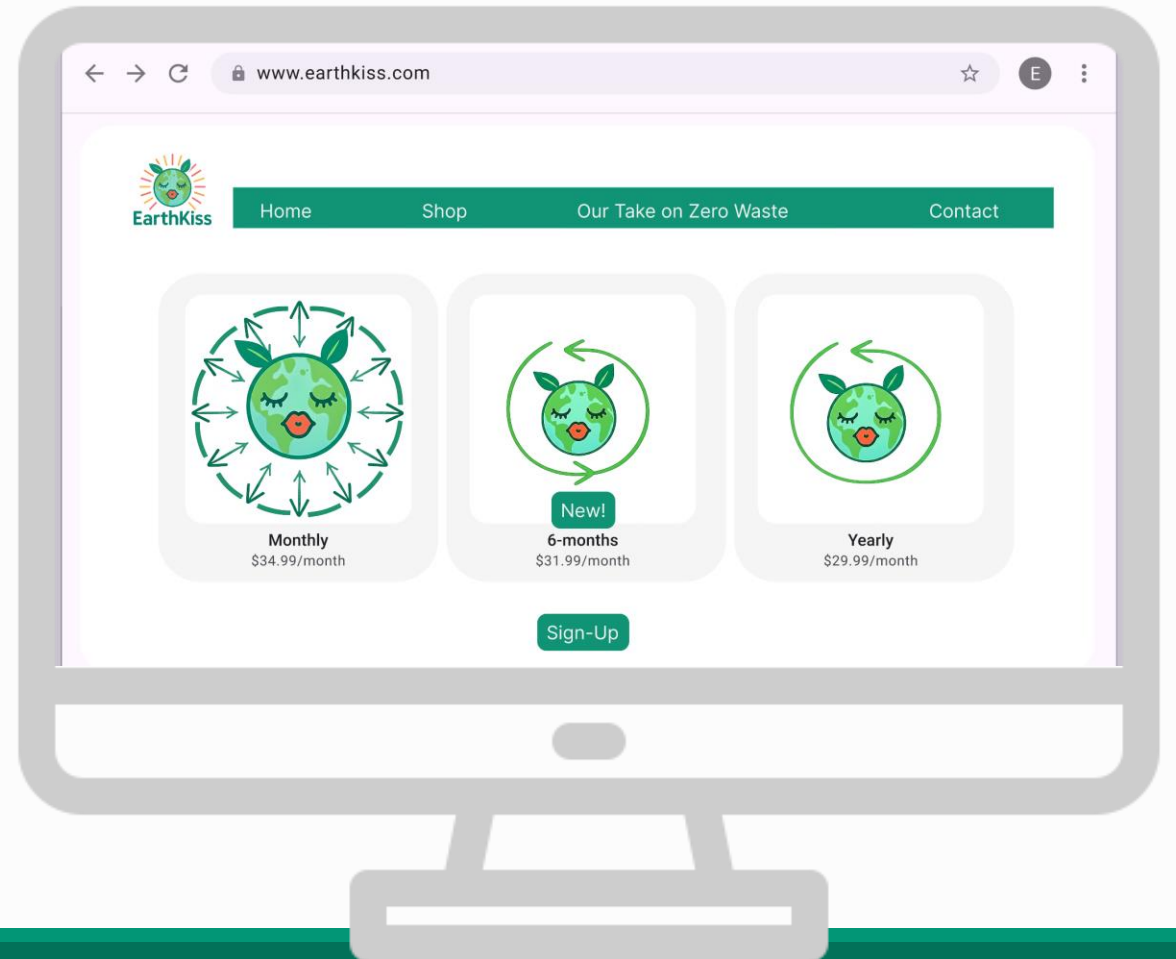 www.earthkiss.com
E
EarthKiss
Home Shop Our Take on Zero Waste Contact
New!
Monthly
$34.99/month
6-months
$31.99/month
Yearly
$29.99/month
Sign-Up